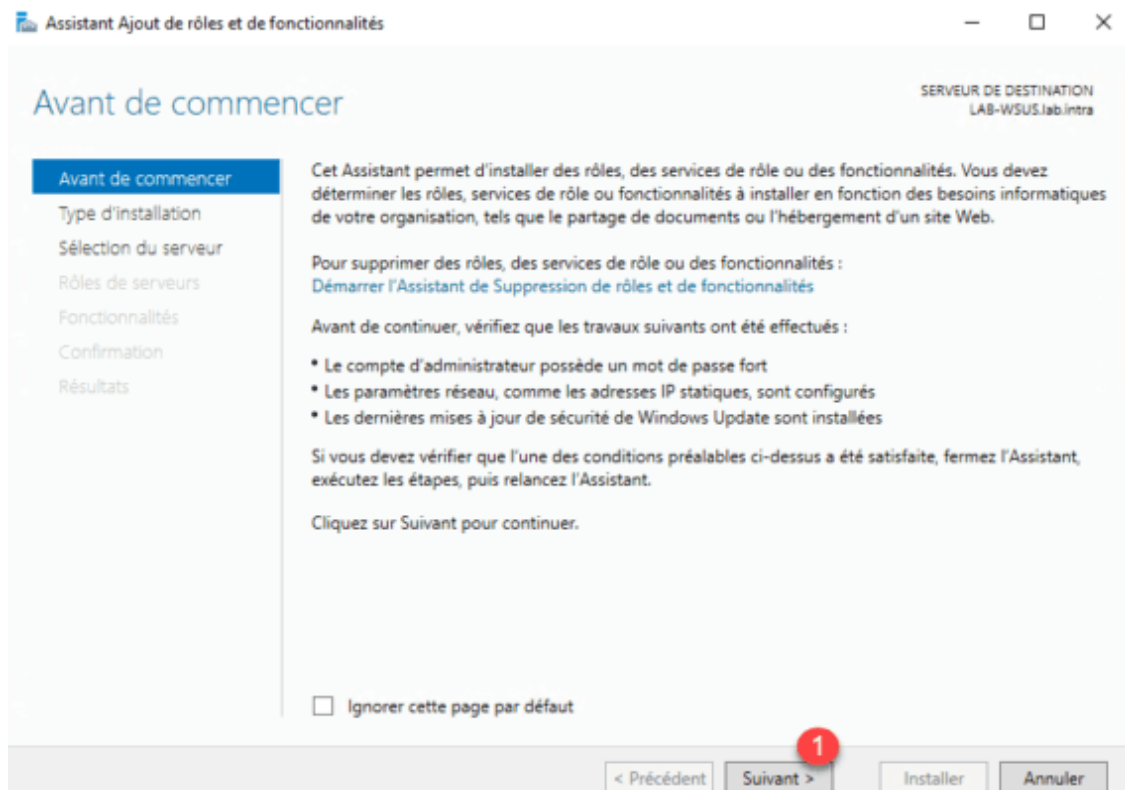 Assistant Ajout de rôles et de fonctionnalités
Avant de commencer
SERVEUR DE DESTINATION
LAB-WSUS.lab.intra
Avant de commencer
Type d'installation
Sélection du serveur
Rôles de serveurs
Fonctionnalités
Confirmation
Résultats
Cet Assistant permet d'installer des rôles, des services de rôle ou des fonctionnalités. Vous devez
déterminer les rôles, services de rôle ou fonctionnalités à installer en fonction des besoins informatiques
de votre organisation, tels que le partage de documents ou l'hébergement d'un site Web.
Pour supprimer des rôles, des services de rôle ou des fonctionnalités :
Démarrer l'Assistant de Suppression de rôles et de fonctionnalités
Avant de continuer, vérifiez que les travaux suivants ont été effectués :
• Le compte d'administrateur possède un mot de passe fort
• Les paramètres réseau, comme les adresses IP statiques, sont configurés
• Les dernières mises à jour de sécurité de Windows Update sont installées
Si vous devez vérifier que l'une des conditions préalables ci-dessus a été satisfaite, fermez l'Assistant,
exécutez les étapes, puis relancez l'Assistant.
Cliquez sur Suivant pour continuer.
Ignorer cette page par défaut
1
< Précédent
Suivant >
Installer
Annuler